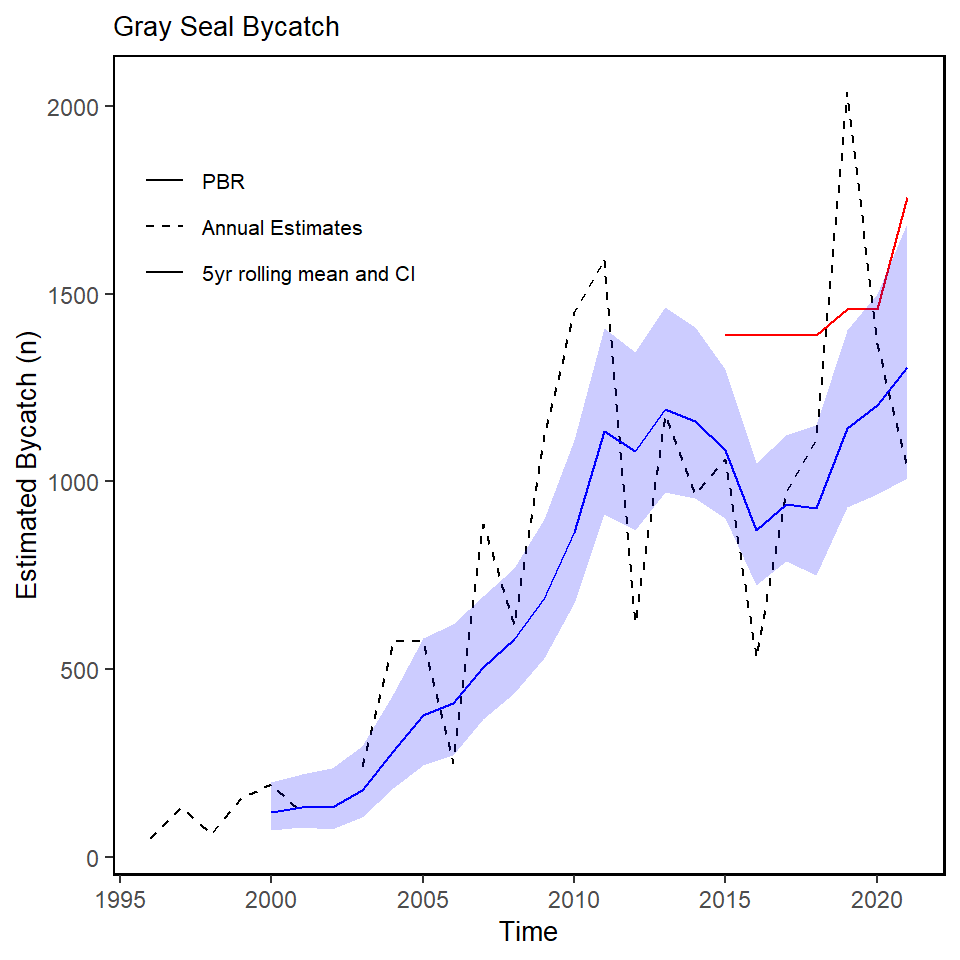 Gray Seal Bycatch
Estimated Bycatch (n)
2000
1500
1000
500
0
PBR
Annual Estimates
5yr rolling mean and CI
1995 2000 2005 2010 2015 2020
Time